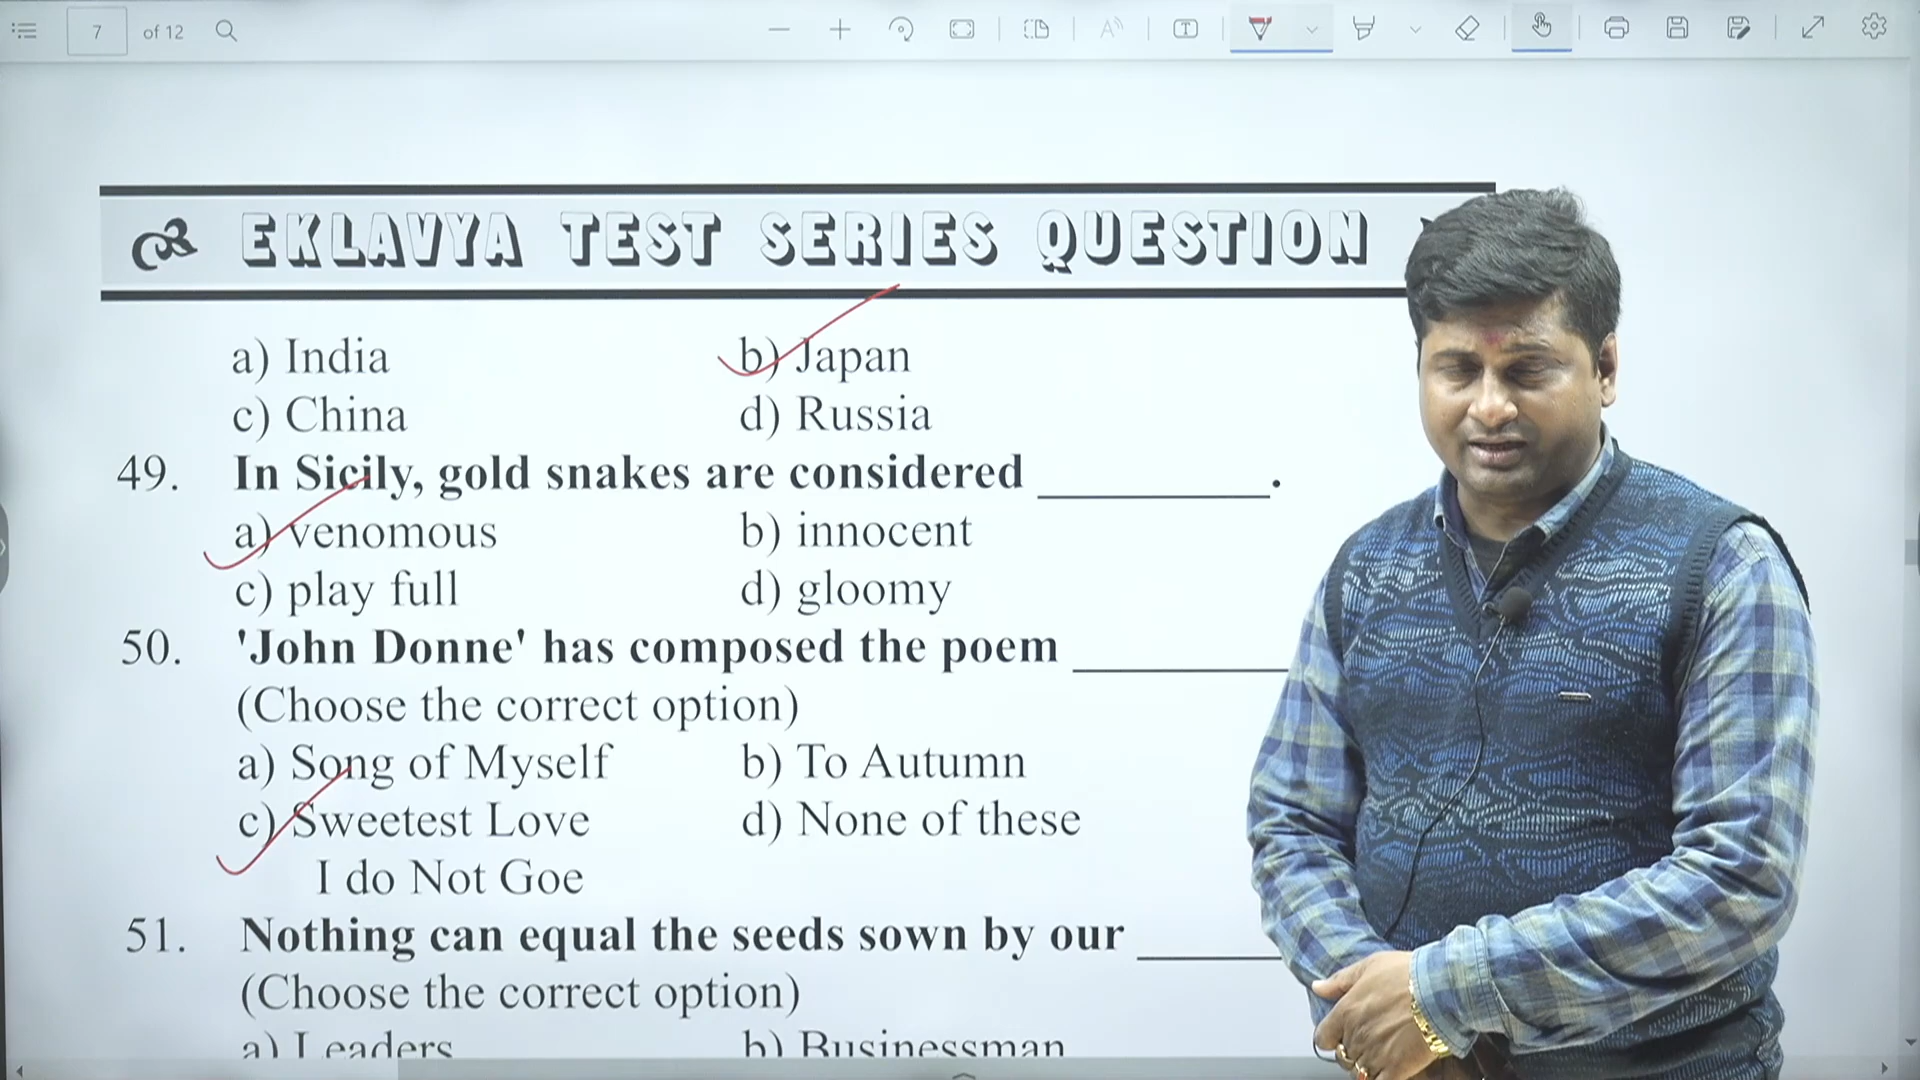 7 of 12
EKLAVYA TEST SERIES QUESTION
a) India b) Japan
c) China d) Russia
49. In Sicily, gold snakes are considered __________.
a) venomous b) innocent
c) play full d) gloomy
50. 'John Donne' has composed the poem __________
(Choose the correct option)
a) Song of Myself b) To Autumn
c) Sweetest Love d) None of these
I do Not Goe
51. Nothing can equal the seeds sown by our ______
(Choose the correct option)
a) Leaders b) Businessman